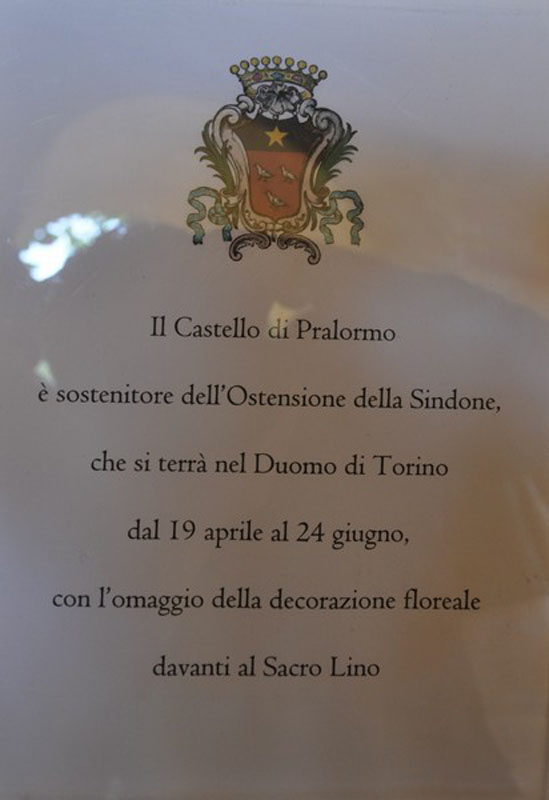 Il Castello di Pralormo
è sostenitore dell'Ostensione della Sindone,
che si terrà nel Duomo di Torino
dal 19 aprile al 24 giugno,
con l'omaggio della decorazione floreale
davanti al Sacro Lino